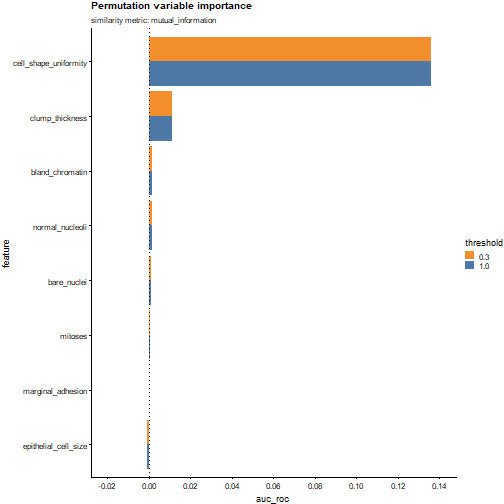 Permutation variable importance
similarity metric: mutual_information
cell_shape_uniformity
clump_thickness
bland_chromatin
normal_nucleoli
bare_nuclei
mitoses
marginal_adhesion
epithelial_cell_size
feature
-0.02 0.00 0.02 0.04 0.06 0.08 0.10 0.12 0.14
auc_roc
threshold
0.3
1.0